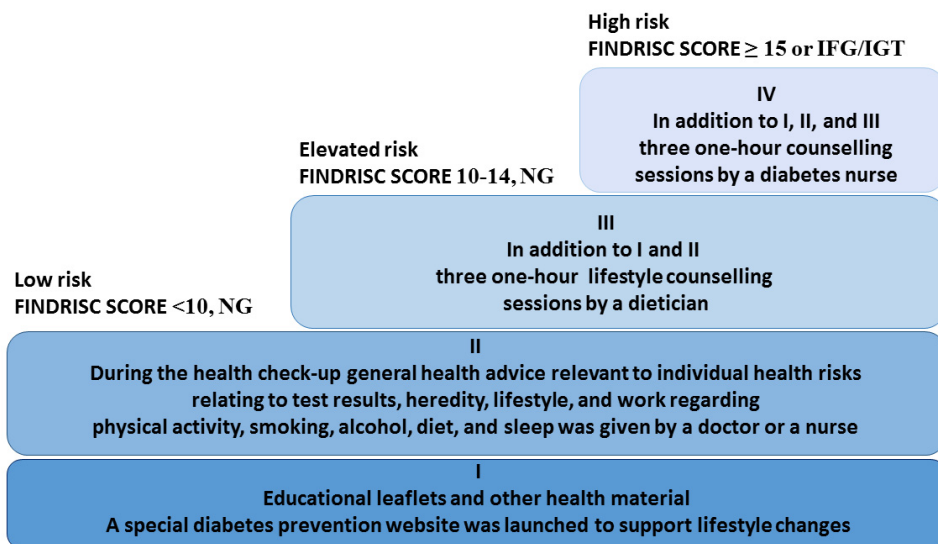 High risk
FINDRISC SCORE ≥ 15 or IFG/IGT
IV
In addition to I, II, and III
three one-hour counselling
sessions by a diabetes nurse
Elevated risk
FINDRISC SCORE 10-14, NG
III
In addition to I and II
three one-hour lifestyle counselling
sessions by a dietician
Low risk
FINDRISC SCORE <10, NG
II
During the health check-up general health advice relevant to individual health risks
relating to test results, heredity, lifestyle, and work regarding
physical activity, smoking, alcohol, diet, and sleep was given by a doctor or a nurse
I
Educational leaflets and other health material
A special diabetes prevention website was launched to support lifestyle changes